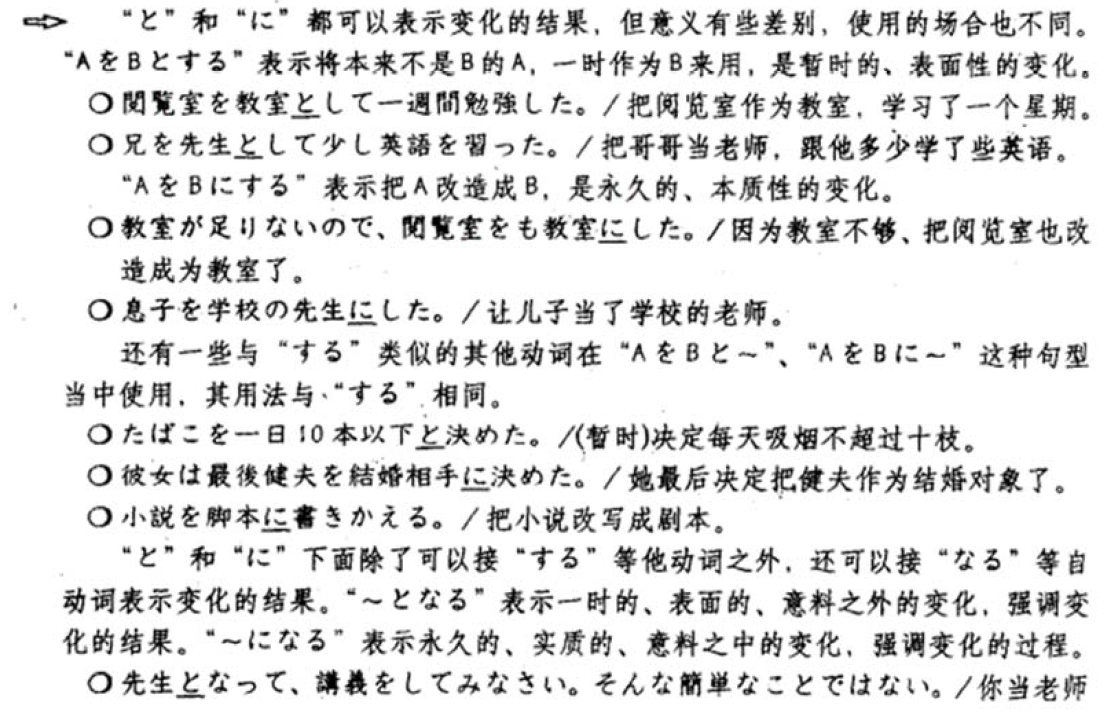 ⇨ “と”和“に”都可以表示变化的结果，但意义有些差别，使用的场合也不同。
“AをBとする”表示将本来不是B的A，一时作为B来用，是暂时的、表面性的变化。
○閲覧室を教室として一週間勉強した。/把阅览室作为教室，学习了一个星期。
○兄を先生として少し英語を習った。/把哥哥当老师，跟他多少学了些英语。
“AをBにする”表示把A改造成B，是永久的、本质性的变化。
○教室が足りないので、閲覧室をも教室にした。/因为教室不够、把阅览室也改
造成为教室了。
○息子を学校の先生にした。/让儿子当了学校的老师。
还有一些与“する”类似的其他动词在“AをBと～”、“AをBに～”这种句型
当中使用，其用法与“する”相同。
○たばこを一日10本以下と決めた。/(暂时)决定每天吸烟不超过十枝。
○彼女は最後健夫を結婚相手に決めた。/她最后决定把健夫作为结婚对象了。
○小説を脚本に書きかえる。/把小说改写成剧本。
“と”和“に”下面除了可以接“する”等他动词之外，还可以接“なる”等自
动词表示变化的结果。“～となる”表示一时的、表面的、意料之外的变化，强调变
化的结果。“～になる”表示永久的、实质的、意料之中的变化，强调变化的过程。
○先生となって、講義をしてみなさい。そんな簡単なことではない。/你当老师